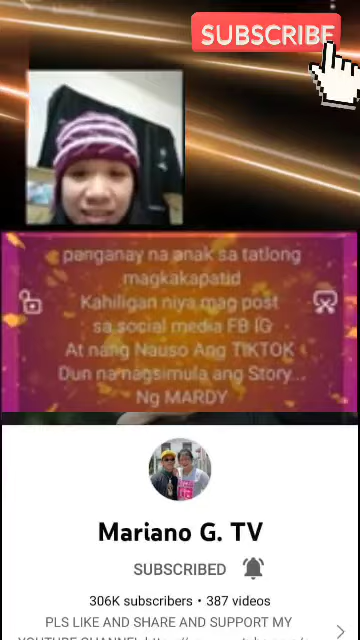 SUBSCRIBE
panganay na anak sa tatlong
magkakapatid
Kahiligan niya mag post
sa social media FB IG
At nang Nauso Ang TIKTOK
Dun na nagsimula ang Story...
Ng MARDY
Mariano G. TV
SUBSCRIBED
306K subscribers • 387 videos
PLS LIKE AND SHARE AND SUPPORT MY
YOUTUBE CHANNEL